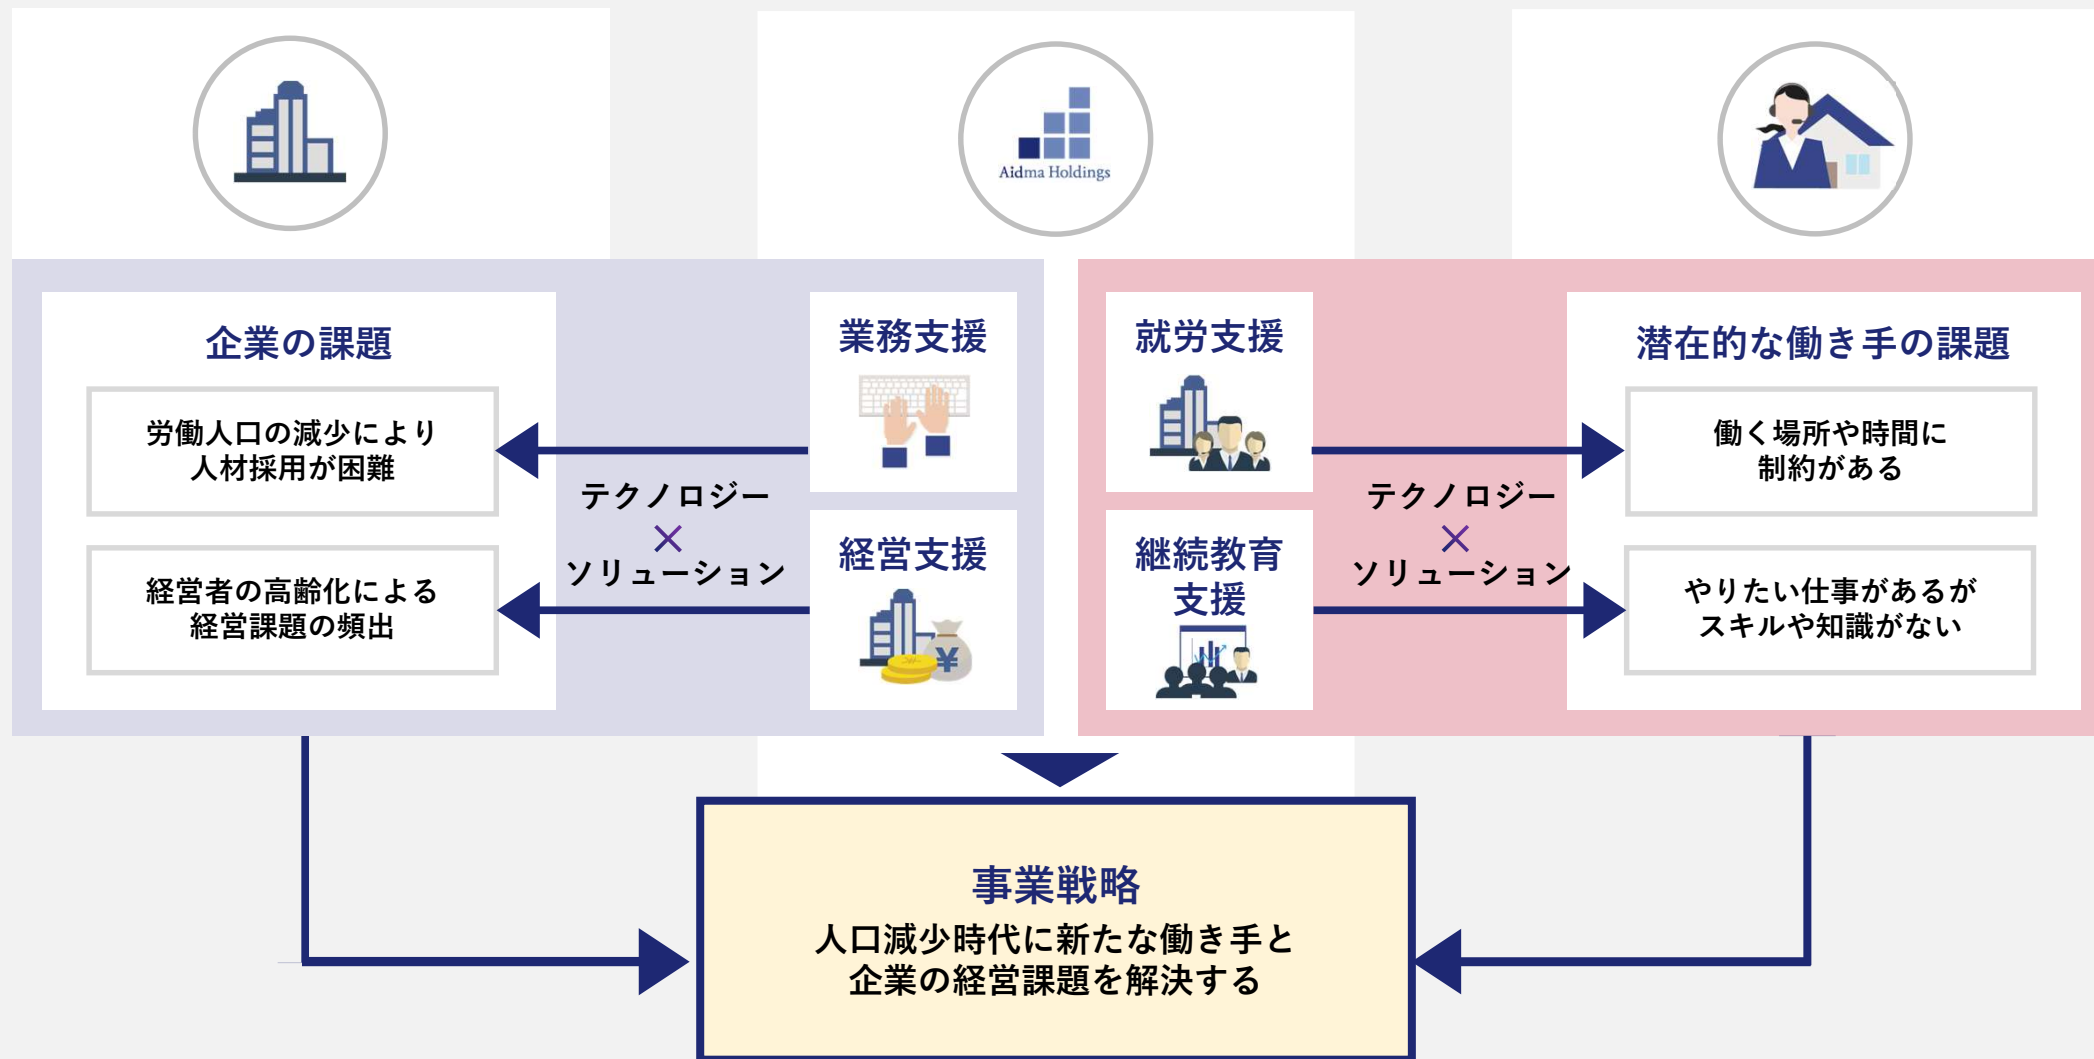 Aidma Holdings
企業の課題
労働人口の減少により
人材採用が困難
経営者の高齢化による
経営課題の頻出
テクノロジー
×
ソリューション
業務支援
経営支援
¥
就労支援
継続教育
支援
テクノロジー
×
ソリューション
潜在的な働き手の課題
働く場所や時間に
制約がある
やりたい仕事があるが
スキルや知識がない
事業戦略
人口減少時代に新たな働き手と
企業の経営課題を解決する